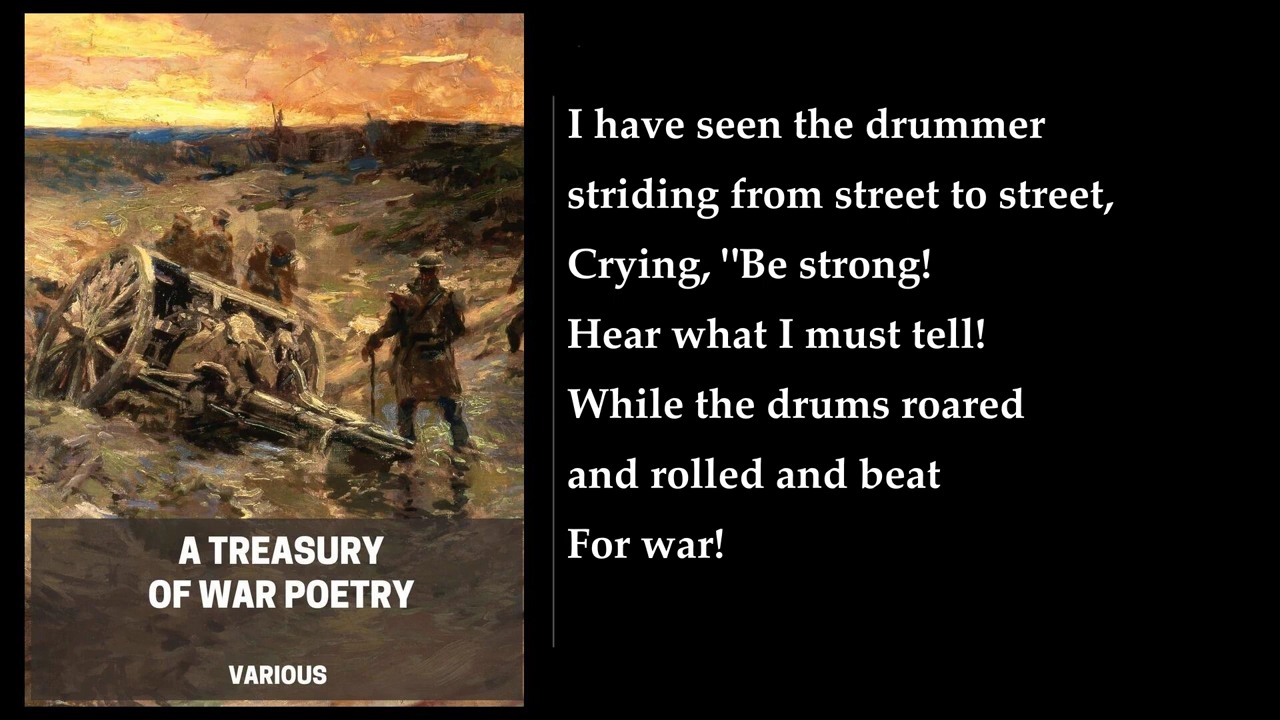 A TREASURY
OF WAR POETRY
VARIOUS
I have seen the drummer
striding from street to street,
Crying, "Be strong!
Hear what I must tell!
While the drums roared
and rolled and beat
For war!